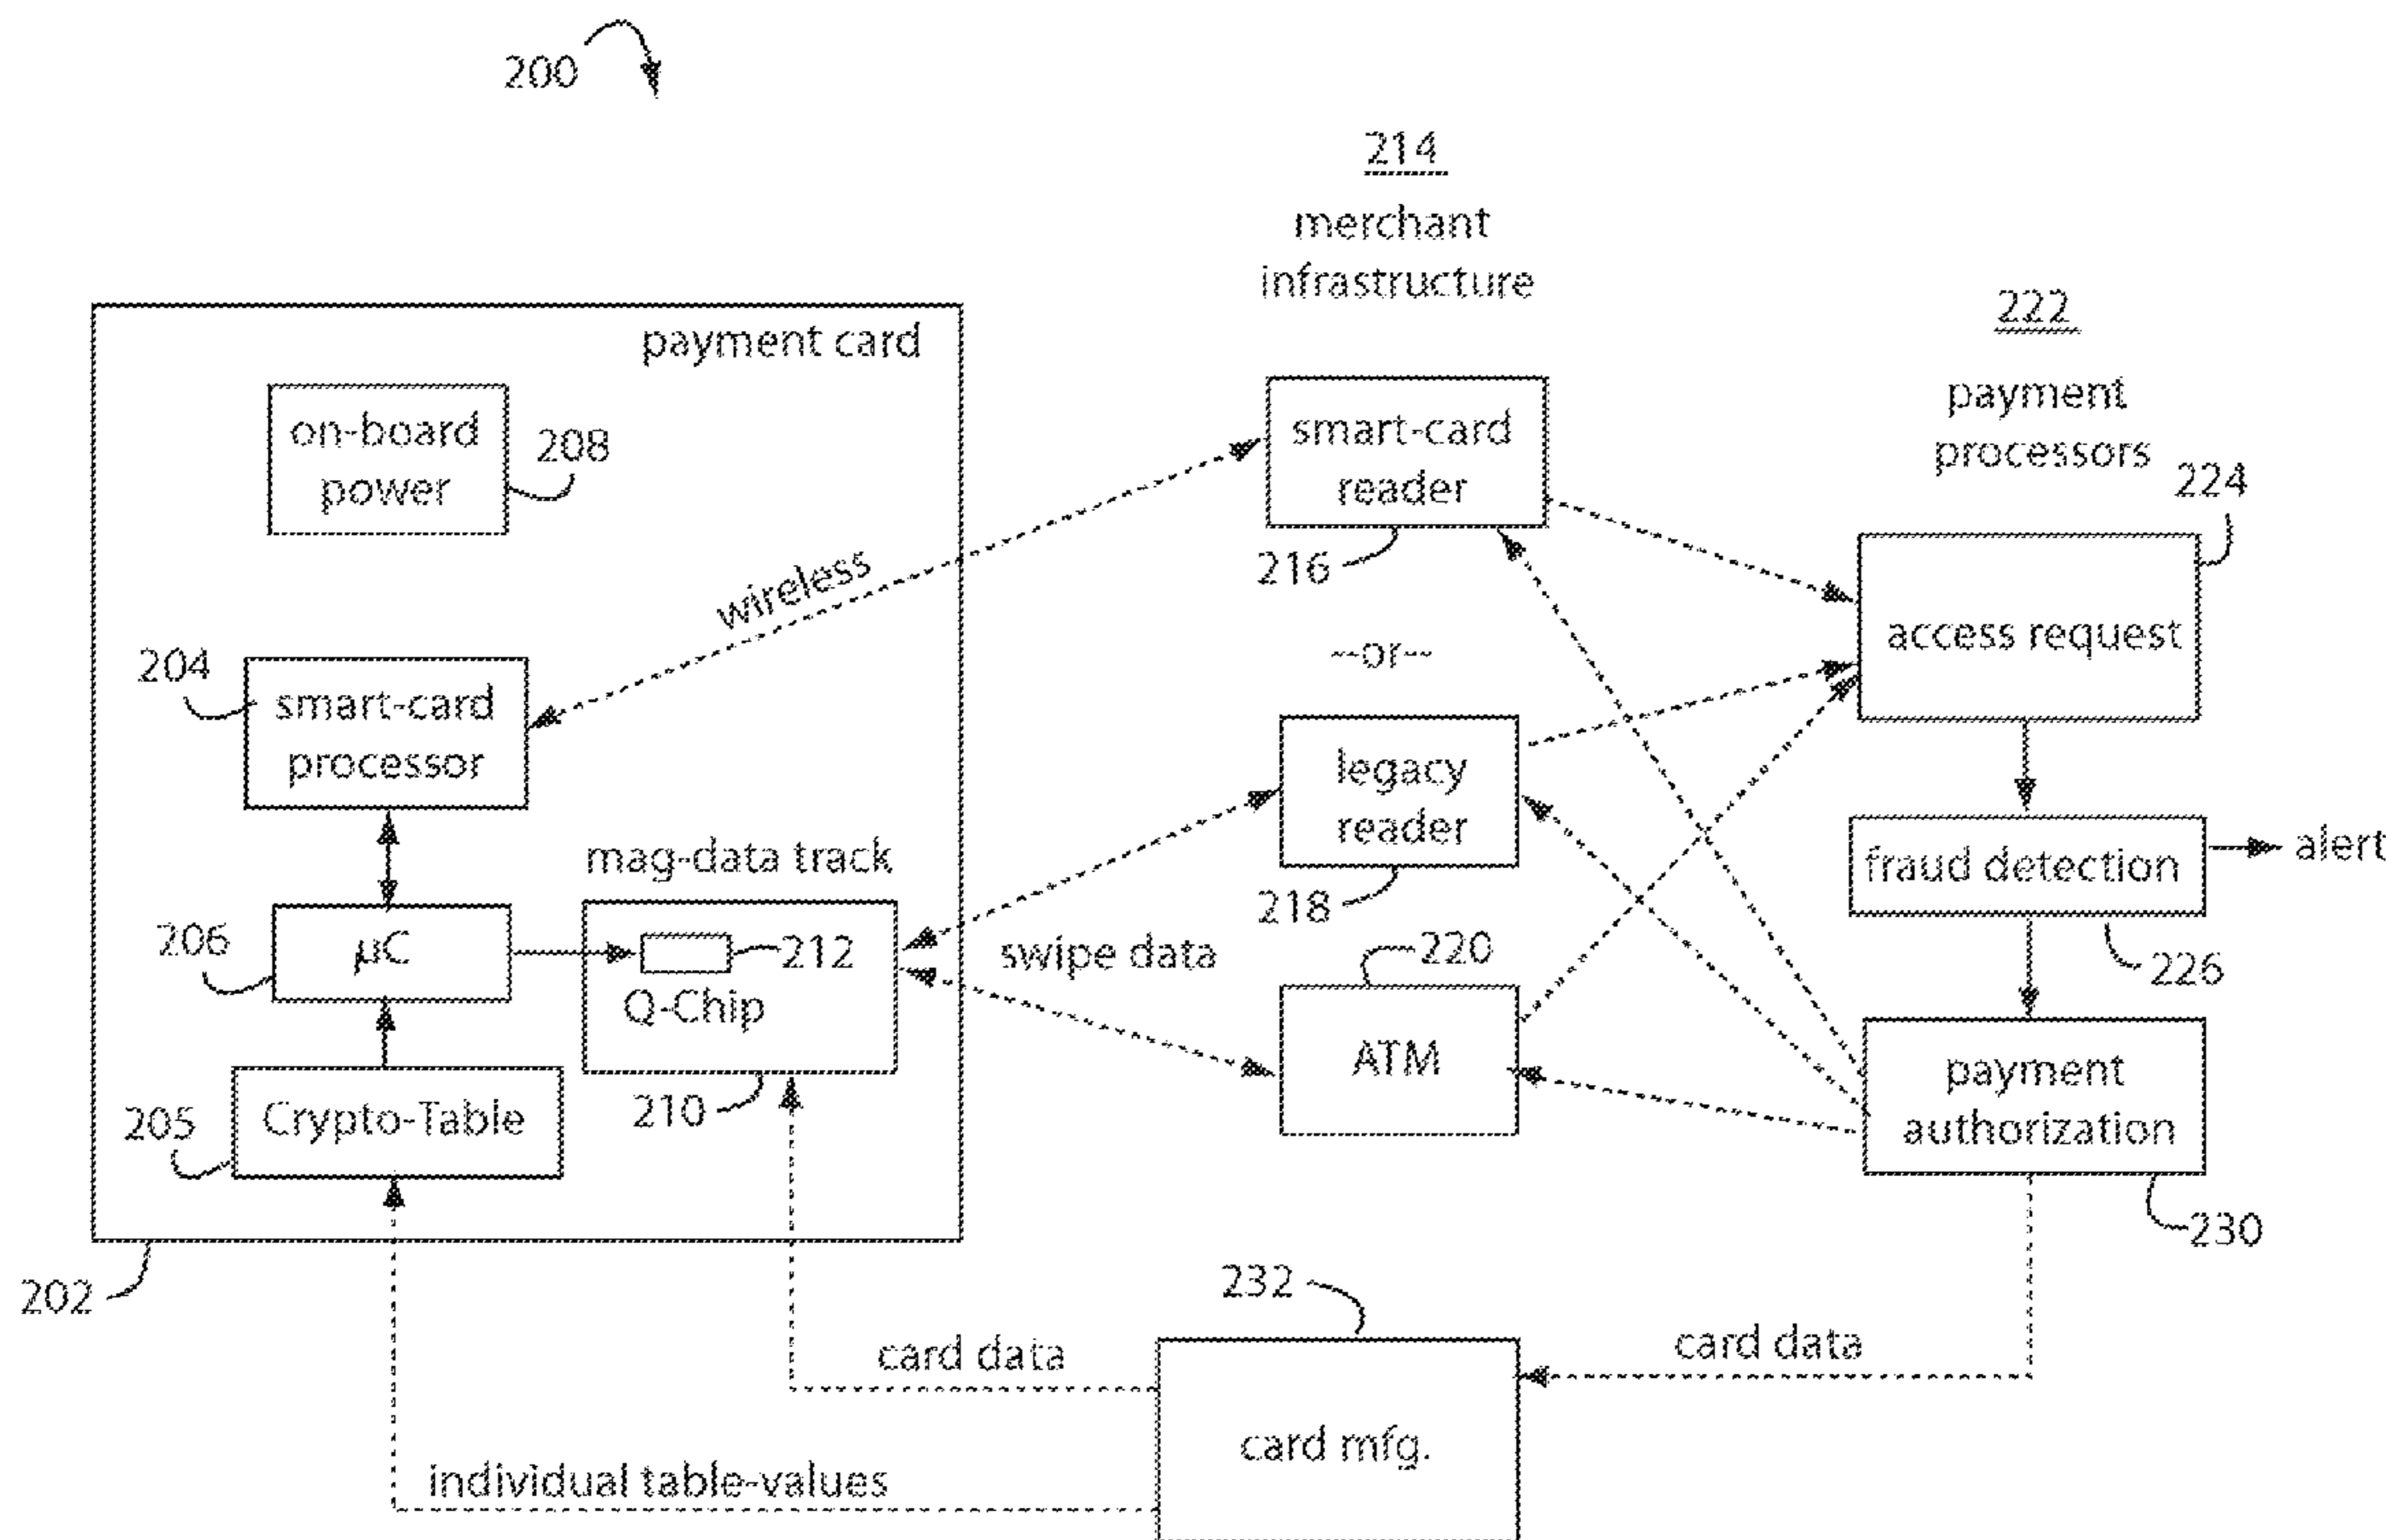 200
214
merchant
infrastructure
222
payment
processors
224
payment card
on-board
power
208
smart-card
reader
216
wireless
access request
--or--
204
smart-card
processor
legacy
reader
218
fraud detection
alert
226
mag-data track
206
µC
212
Q-Chip
210
swipe data
220
ATM
payment
authorization
230
205
Crypto-Table
202
232
card data
card data
card mfg.
individual table-values